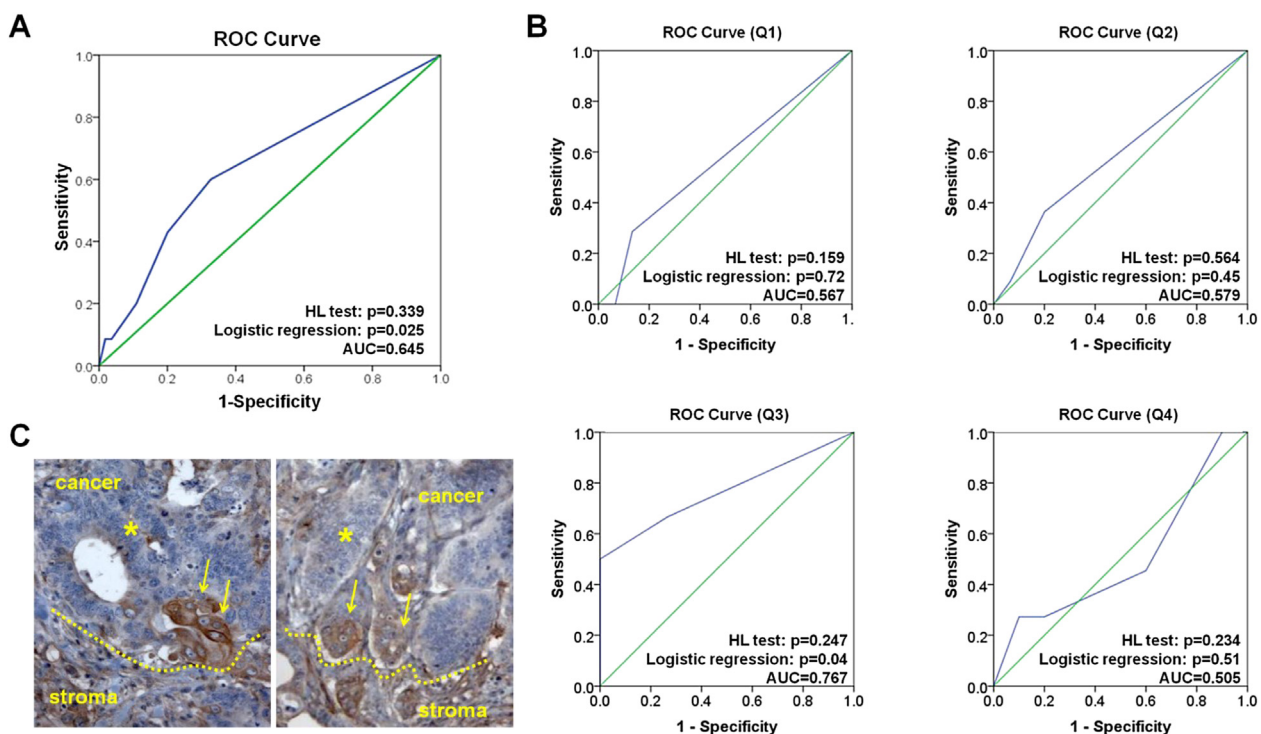 A
ROC Curve
Sensitivity
1.0
0.8
0.6
0.4
0.2
0.0
HL test: p=0.339
Logistic regression: p=0.025
AUC=0.645
0.0 0.2 0.4 0.6 0.8 1.0
1-Specificity
B
ROC Curve (Q1)
Sensitivity
1.0
0.8
0.6
0.4
0.2
0.0
HL test: p=0.159
Logistic regression: p=0.72
AUC=0.567
0.0 0.2 0.4 0.6 0.8 1.
1 - Specificity
ROC Curve (Q2)
Sensitivity
1.0
0.8
0.6
0.4
0.2
0.0
HL test: p=0.564
Logistic regression: p=0.45
AUC=0.579
0.0 0.2 0.4 0.6 0.8 1.0
1 - Specificity
ROC Curve (Q3)
Sensitivity
1.0
0.8
0.6
0.4
0.2
0.0
HL test: p=0.247
Logistic regression: p=0.04
AUC=0.767
0.0 0.2 0.4 0.6 0.8 1.0
1 - Specificity
ROC Curve (Q4)
Sensitivity
1.0
0.8
0.6
0.4
0.2
0.0
HL test: p=0.234
Logistic regression: p=0.51
AUC=0.505
0.0 0.2 0.4 0.6 0.8 1.0
1 - Specificity
C
cancer
*
stroma
cancer
*
stroma